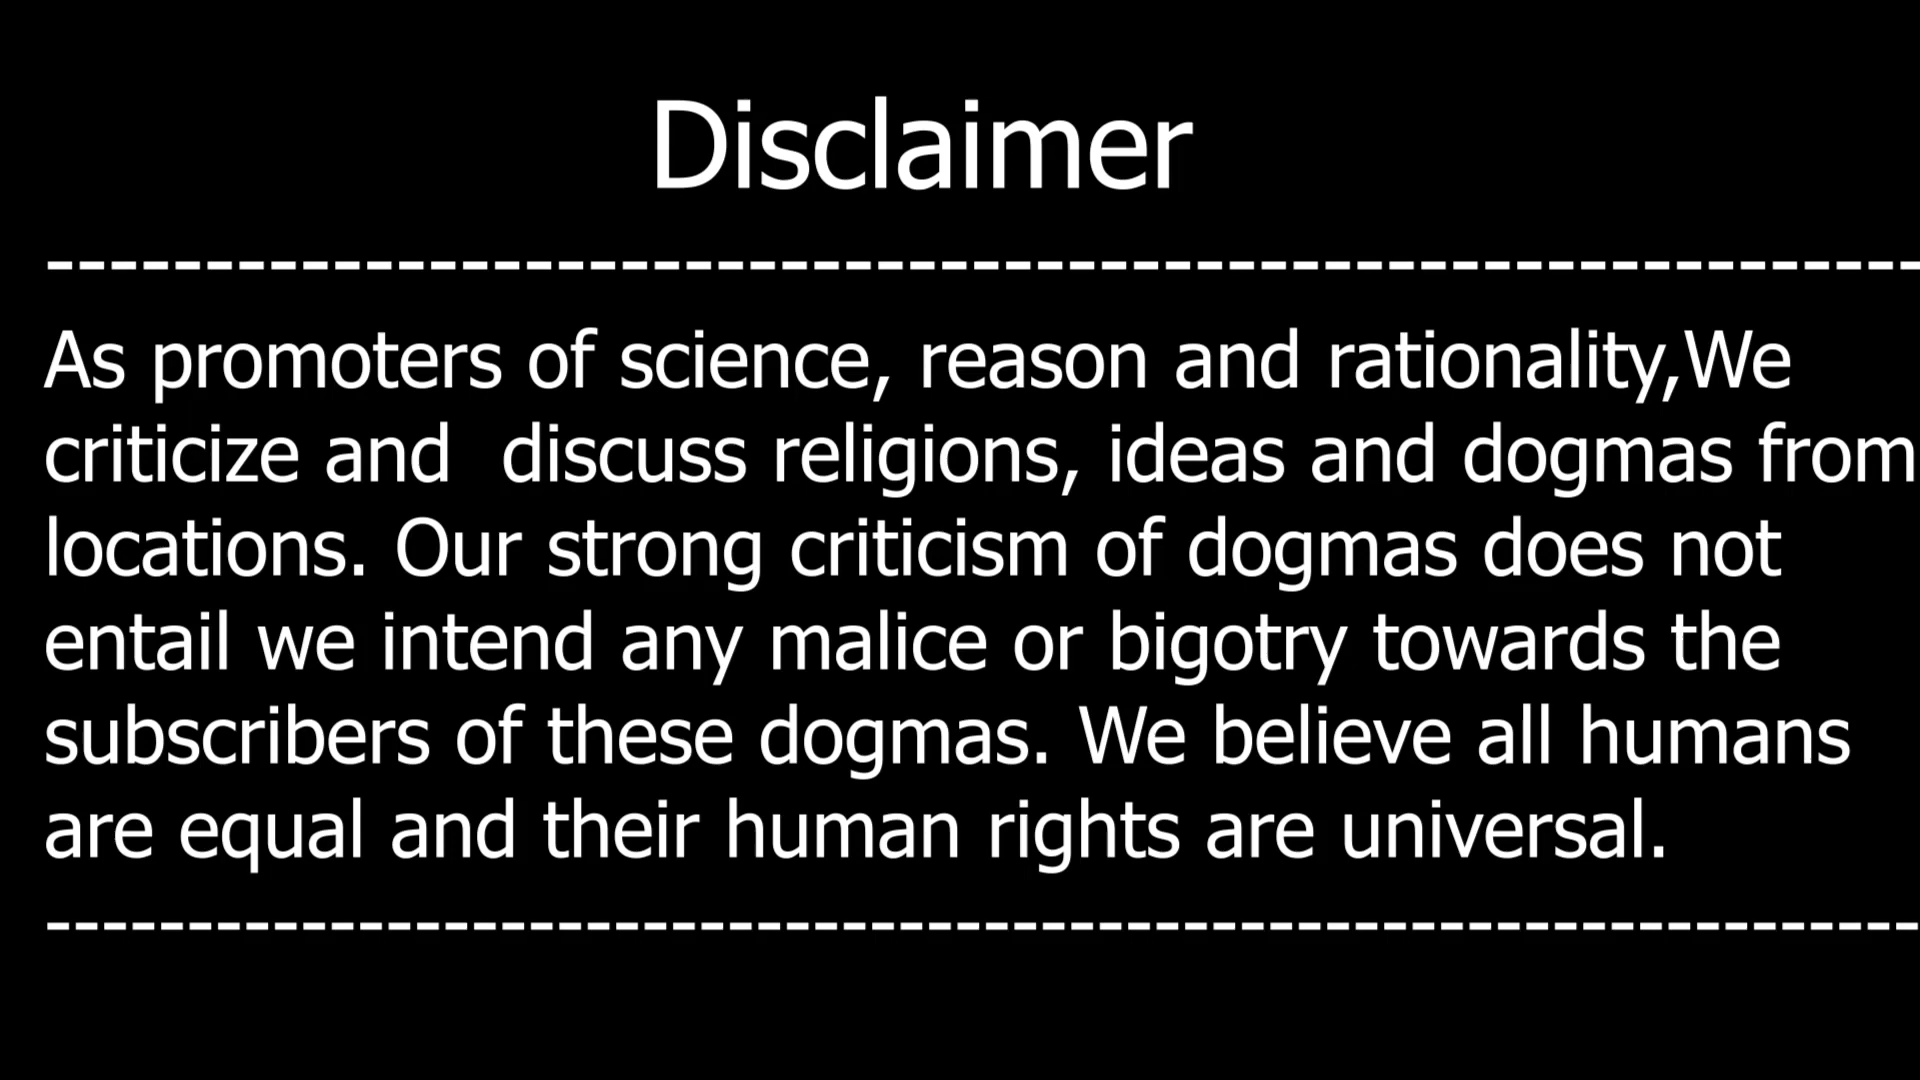 Disclaimer
------------------------------------------------------------
As promoters of science, reason and rationality,We
criticize and  discuss religions, ideas and dogmas from
locations. Our strong criticism of dogmas does not
entail we intend any malice or bigotry towards the
subscribers of these dogmas. We believe all humans
are equal and their human rights are universal.
------------------------------------------------------------------